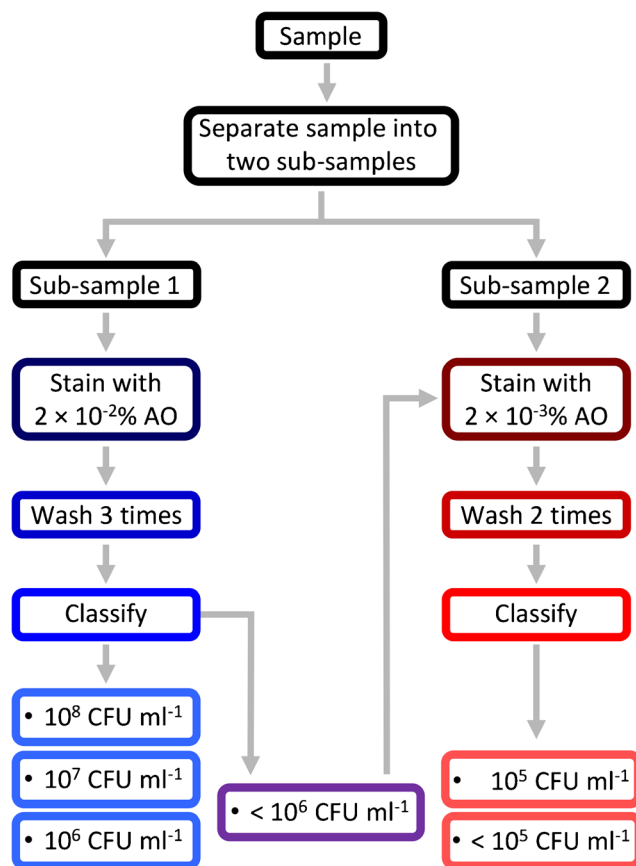 Sample
Separate sample into
two sub-samples
Sub-sample 1
Sub-sample 2
Stain with
2 × 10⁻²% AO
Stain with
2 × 10⁻³% AO
Wash 3 times
Wash 2 times
Classify
Classify
• 10⁸ CFU ml⁻¹
• 10⁷ CFU ml⁻¹
• 10⁶ CFU ml⁻¹
• < 10⁶ CFU ml⁻¹
• 10⁵ CFU ml⁻¹
• < 10⁵ CFU ml⁻¹